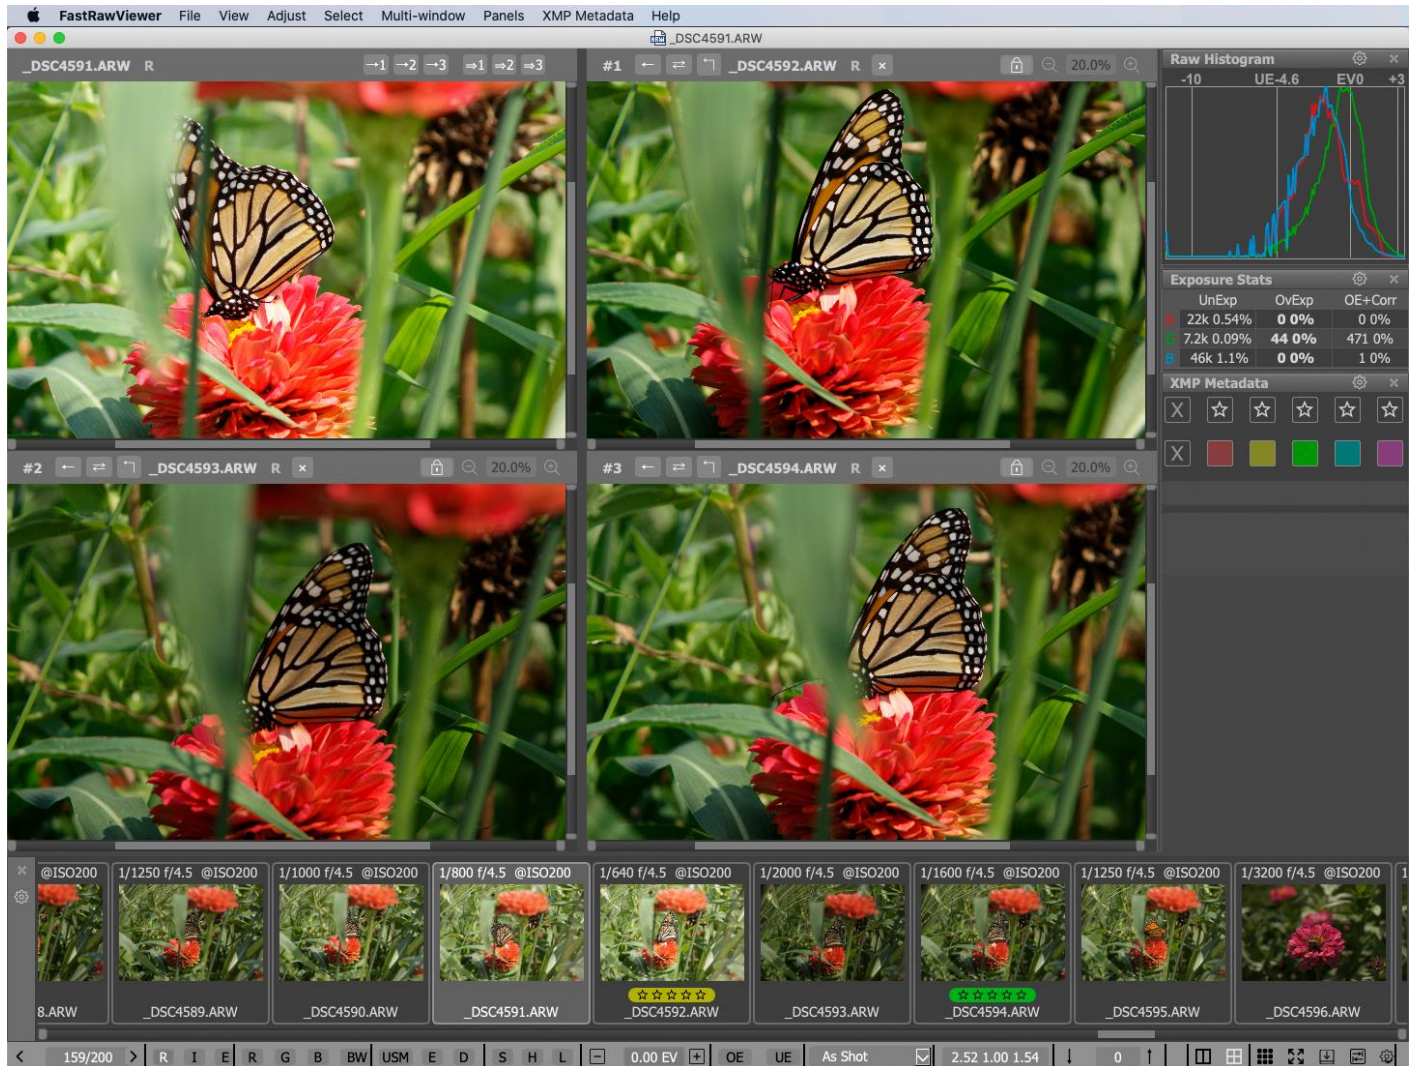 FastRawViewer File View Adjust Select Multi-window Panels XMP Metadata Help
_DSC4591.ARW
_DSC4591.ARW R →1 →2 →3 ⇒1 ⇒2 ⇒3
#1 _DSC4592.ARW R × 20.0%
Raw Histogram
-10 UE-4.6 EV0 +3
Exposure Stats
UnExp OvExp OE+Corr
R 22k 0.54% 0 0% 0 0%
G 7.2k 0.09% 44 0% 471 0%
B 46k 1.1% 0 0% 1 0%
XMP Metadata
X
X
#2 _DSC4593.ARW R × 20.0%
#3 _DSC4594.ARW R × 20.0%
@ISO200 1/1250 f/4.5 @ISO200 1/1000 f/4.5 @ISO200 1/800 f/4.5 @ISO200 1/640 f/4.5 @ISO200 1/2000 f/4.5 @ISO200 1/1600 f/4.5 @ISO200 1/1250 f/4.5 @ISO200 1/3200 f/4.5 @ISO200 1
8.ARW _DSC4589.ARW _DSC4590.ARW _DSC4591.ARW _DSC4592.ARW _DSC4593.ARW _DSC4594.ARW _DSC4595.ARW _DSC4596.ARW
159/200 R I E R G B BW USM E D S H L 0.00 EV OE UE As Shot 2.52 1.00 1.54 0